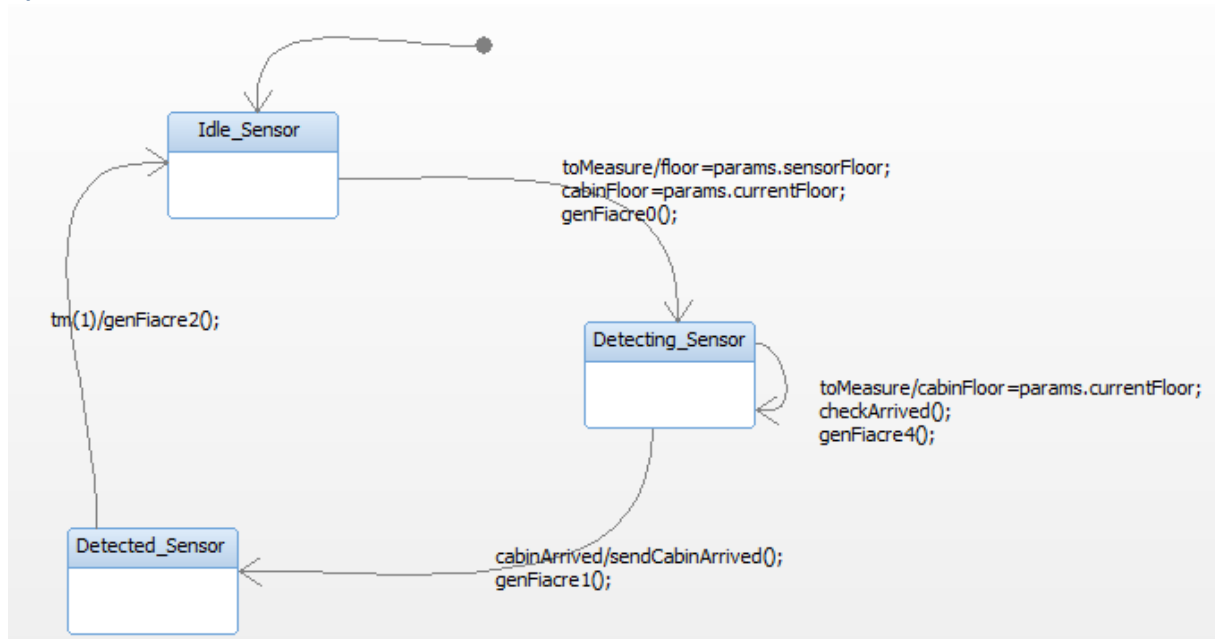 Idle_Sensor
toMeasure/floor=params.sensorFloor;
cabinFloor=params.currentFloor;
genFiacre0();
tm(1)/genFiacre2();
Detecting_Sensor
toMeasure/cabinFloor=params.currentFloor;
checkArrived();
genFiacre4();
Detected_Sensor
cabinArrived/sendCabinArrived();
genFiacre1();